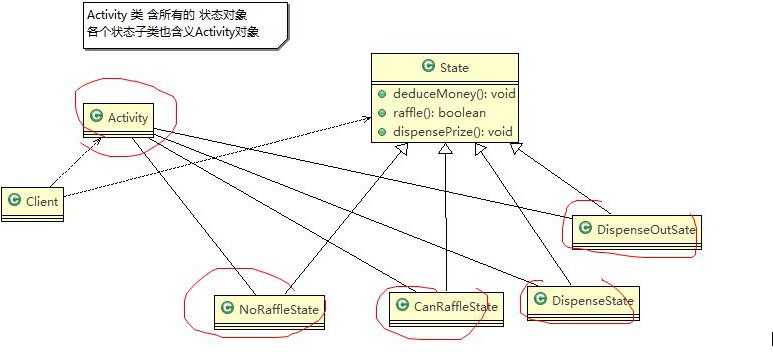 Activity 类 含所有的 状态对象
各个状态子类也含义Activity对象
C State
deduceMoney(): void
raffle(): boolean
dispensePrize(): void
C Activity
C Client
C DispenseOutSate
C NoRaffleState
C CanRaffleState
C DispenseState